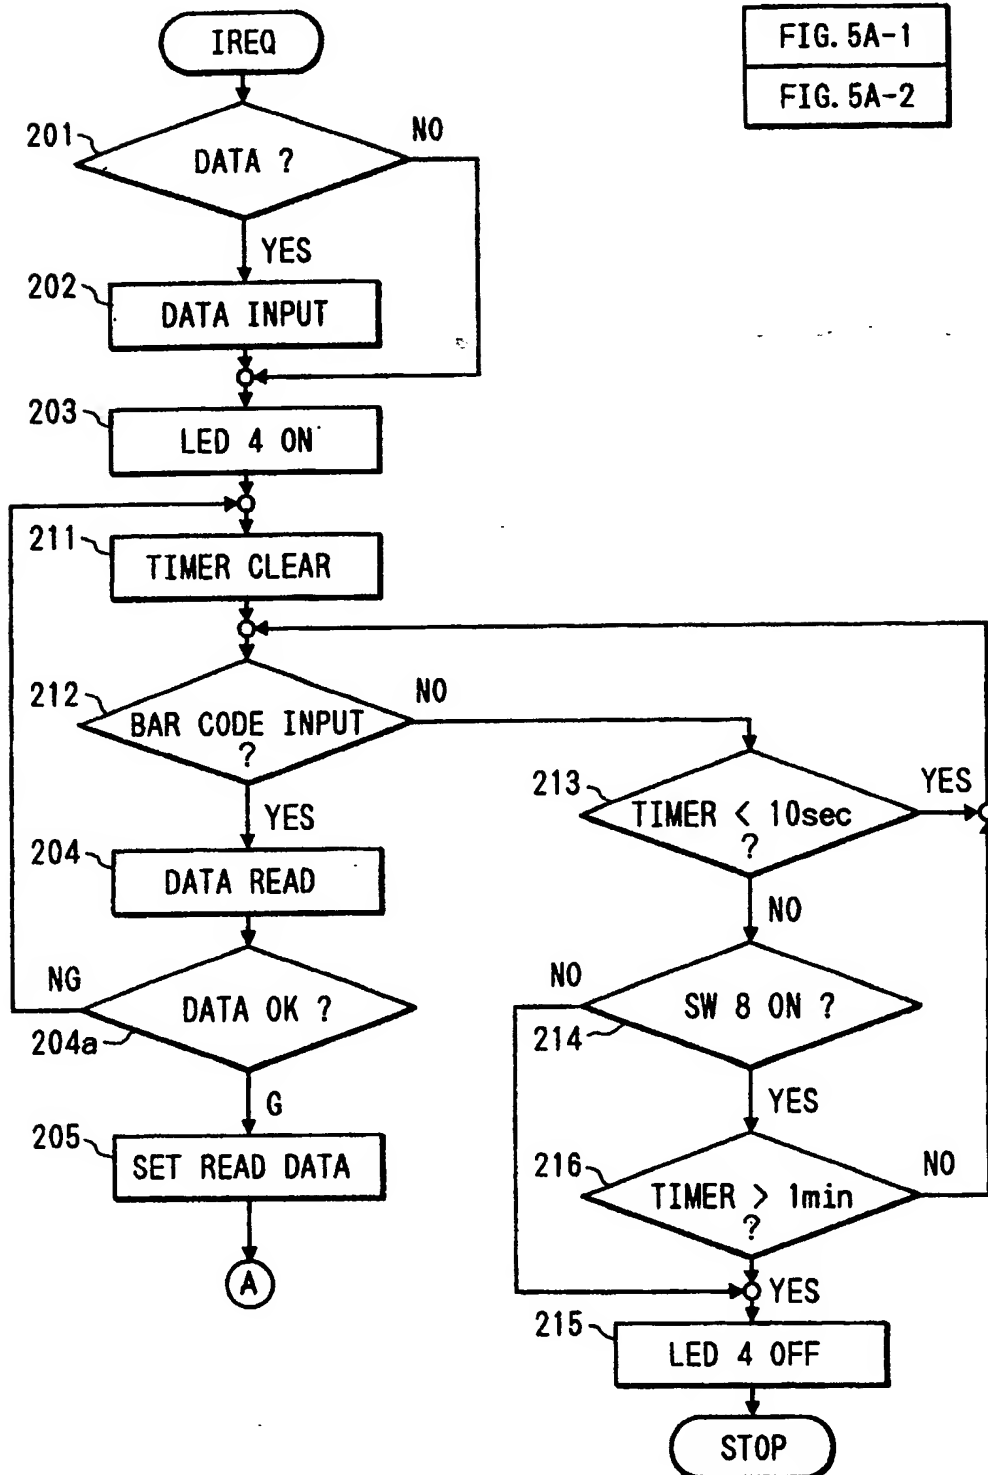 IREQ
FIG. 5A-1
FIG. 5A-2
201
DATA ?
NO
YES
202
DATA INPUT
203
LED 4 ON
211
TIMER CLEAR
212
BAR CODE INPUT
?
NO
YES
213
TIMER < 10sec
?
YES
NO
204
DATA READ
NG
DATA OK ?
204a
G
NO
SW 8 ON ?
214
YES
205
SET READ DATA
216
TIMER > 1min
?
NO
YES
A
215
LED 4 OFF
STOP